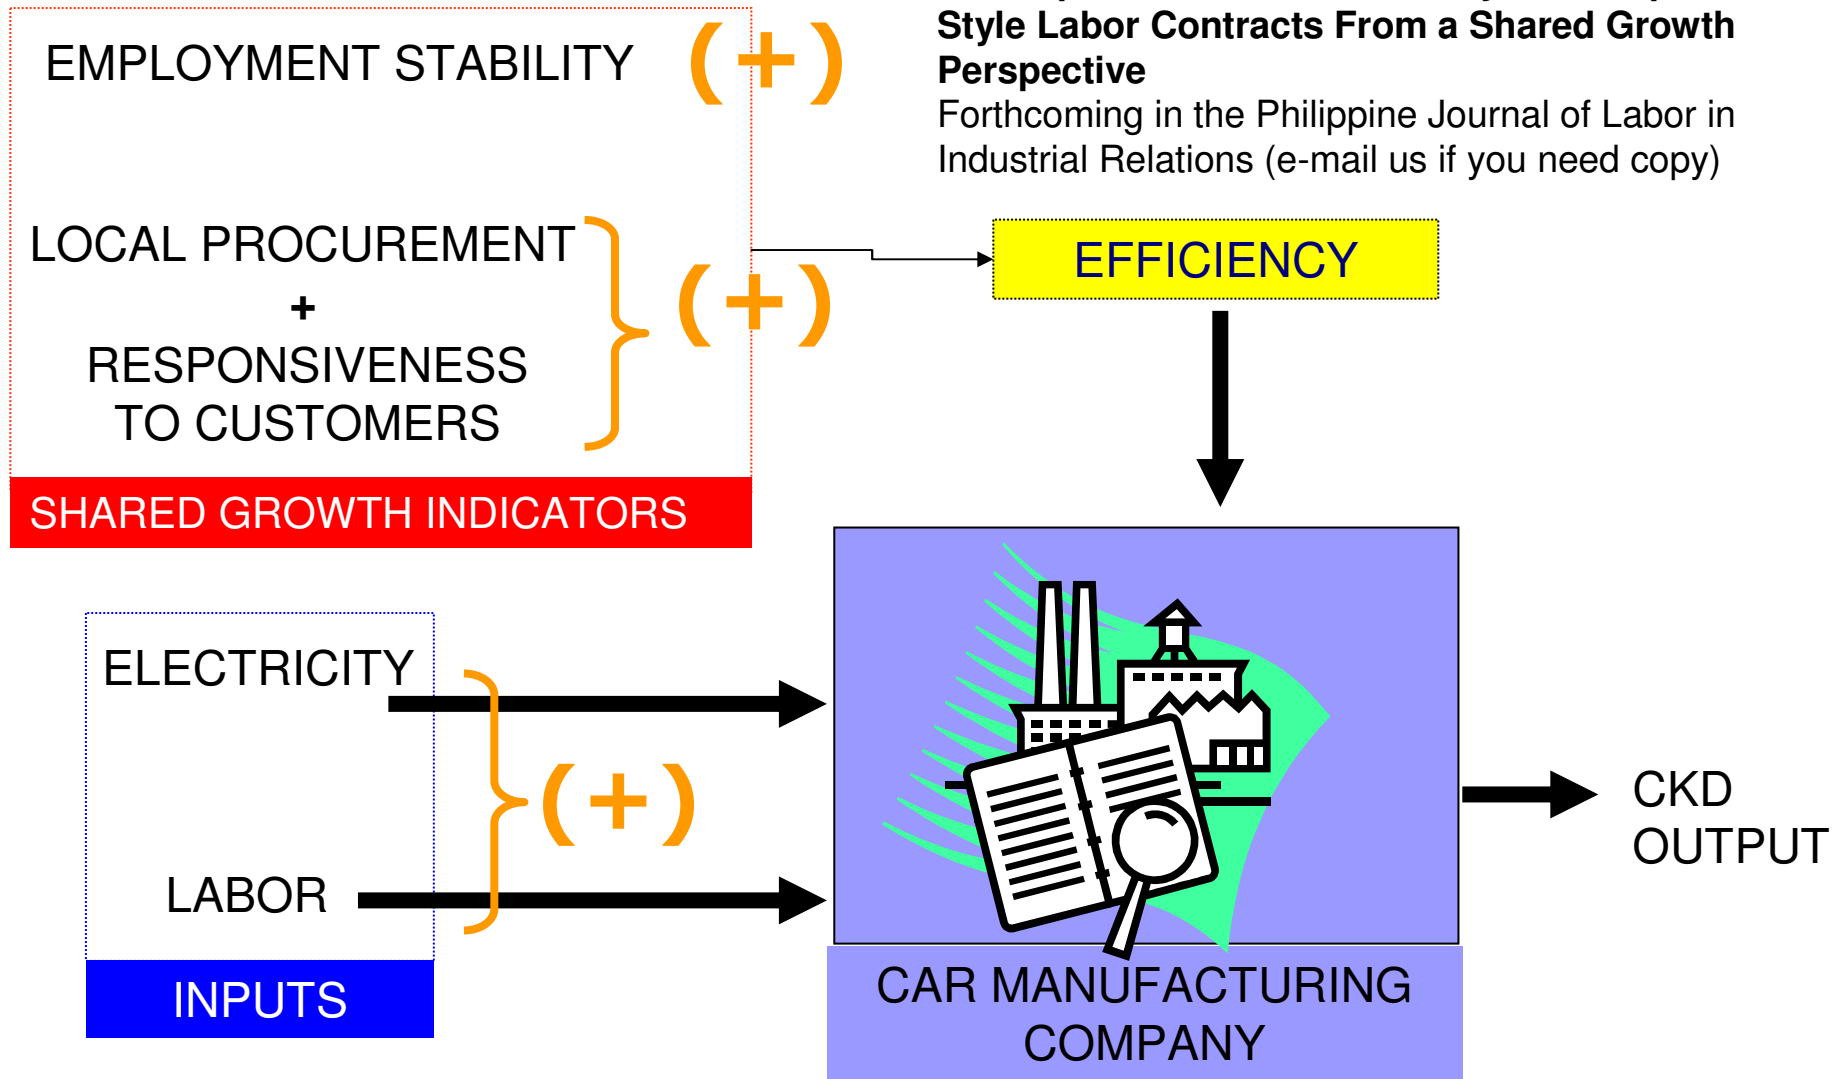 EMPLOYMENT STABILITY (+)
Style Labor Contracts From a Shared Growth
Perspective
Forthcoming in the Philippine Journal of Labor in
Industrial Relations (e-mail us if you need copy)
LOCAL PROCUREMENT
+
RESPONSIVENESS
TO CUSTOMERS
(+)
SHARED GROWTH INDICATORS
EFFICIENCY
ELECTRICITY
LABOR
(+)
INPUTS
CAR MANUFACTURING
COMPANY
CKD
OUTPUT